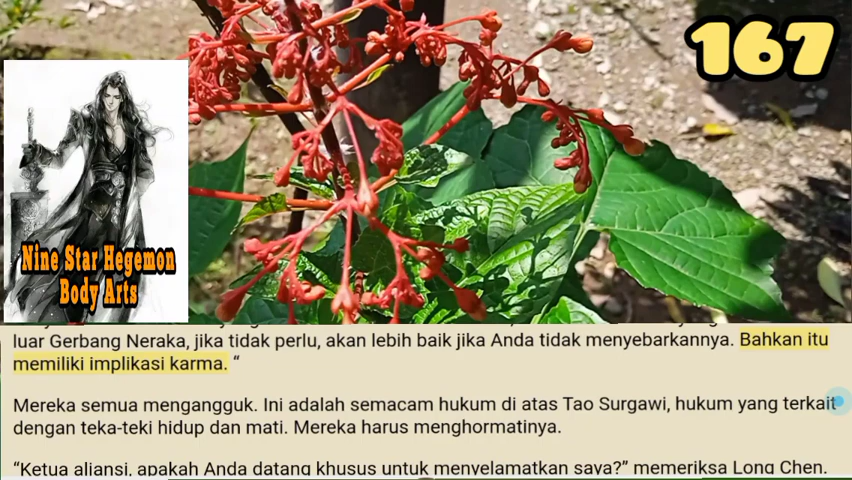 167
Nine Star Hegemon
Body Arts
luar Gerbang Neraka, jika tidak perlu, akan lebih baik jika Anda tidak menyebarkannya. Bahkan itu
memiliki implikasi karma. “
Mereka semua mengangguk. Ini adalah semacam hukum di atas Tao Surgawi, hukum yang terkait
dengan teka-teki hidup dan mati. Mereka harus menghormatinya.
“Ketua aliansi, apakah Anda datang khusus untuk menyelamatkan saya?” memeriksa Long Chen.